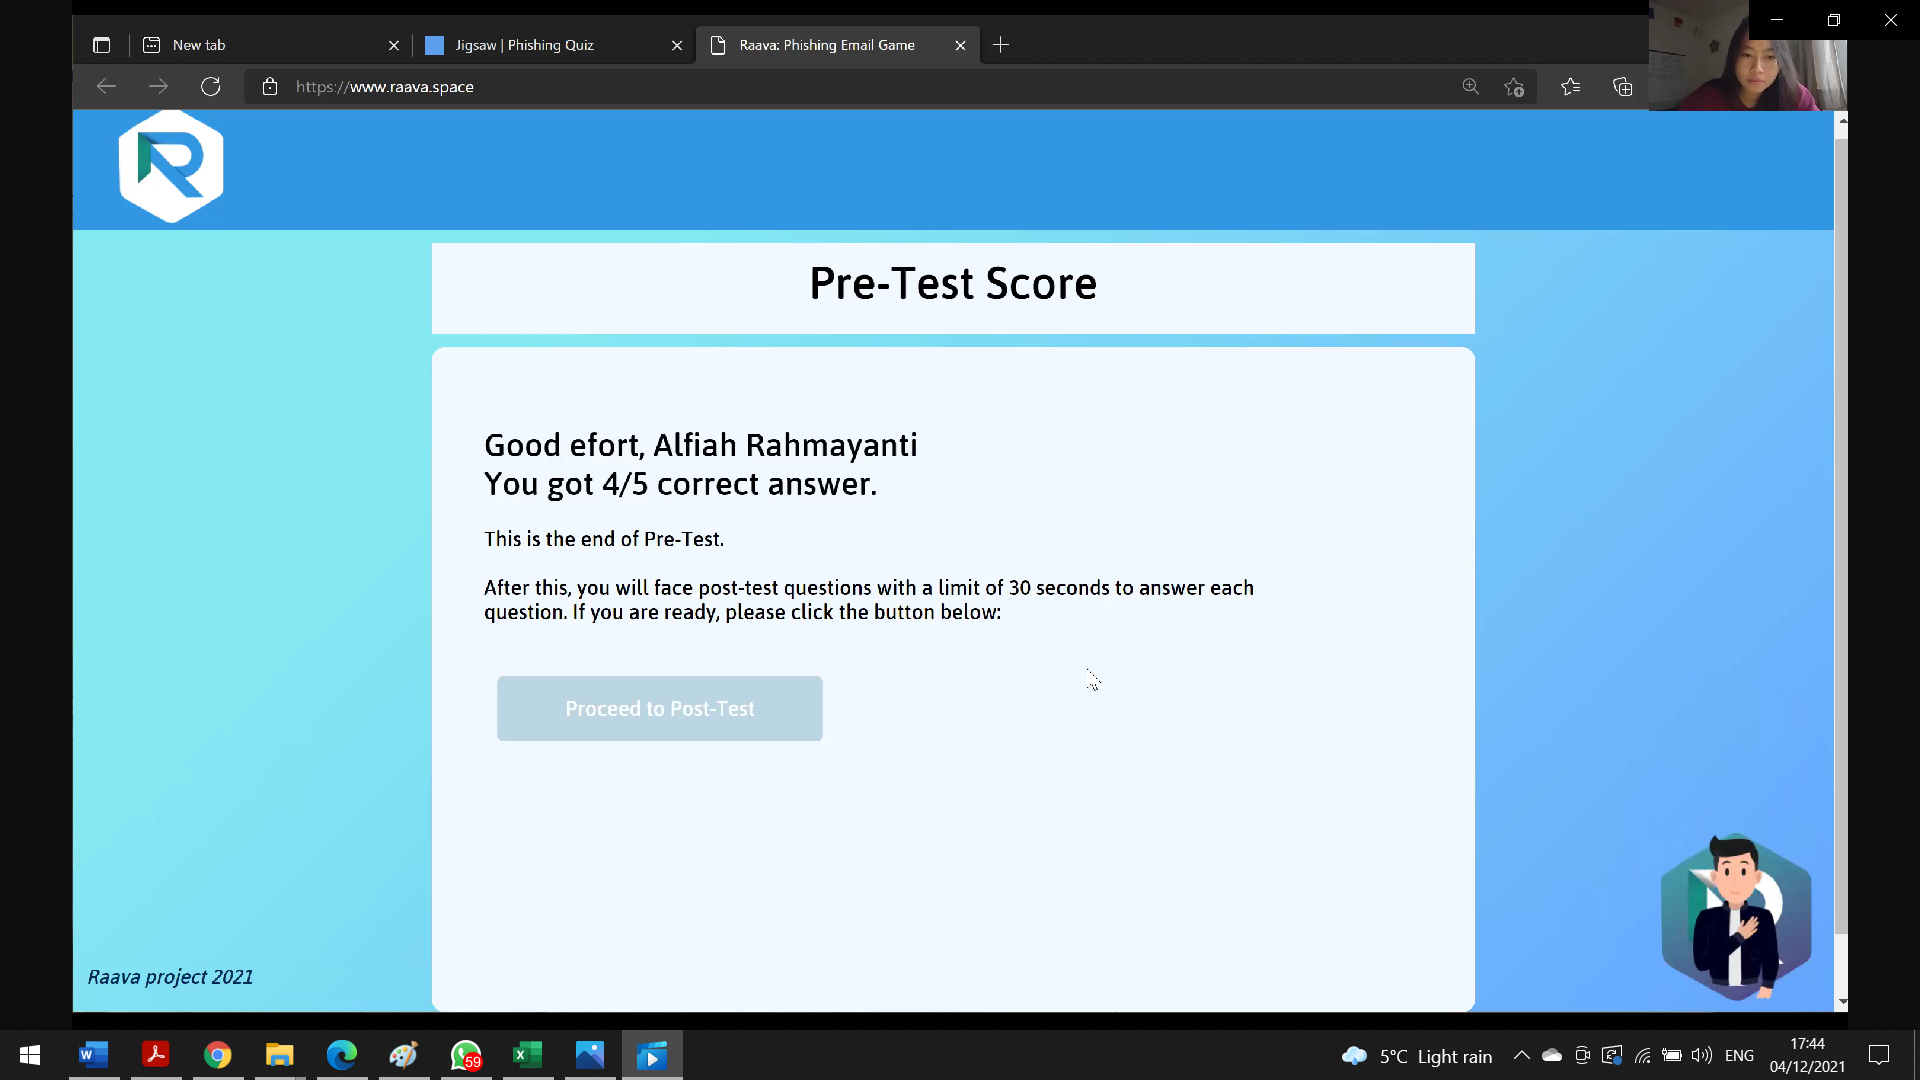 New tab
Jigsaw | Phishing Quiz
Raava: Phishing Email Game
https://www.raava.space
R
Pre-Test Score
Good efort, Alfiah Rahmayanti
You got 4/5 correct answer.
This is the end of Pre-Test.
After this, you will face post-test questions with a limit of 30 seconds to answer each
question. If you are ready, please click the button below:
Proceed to Post-Test
Raava project 2021
59
5°C Light rain
ENG
17:44
04/12/2021